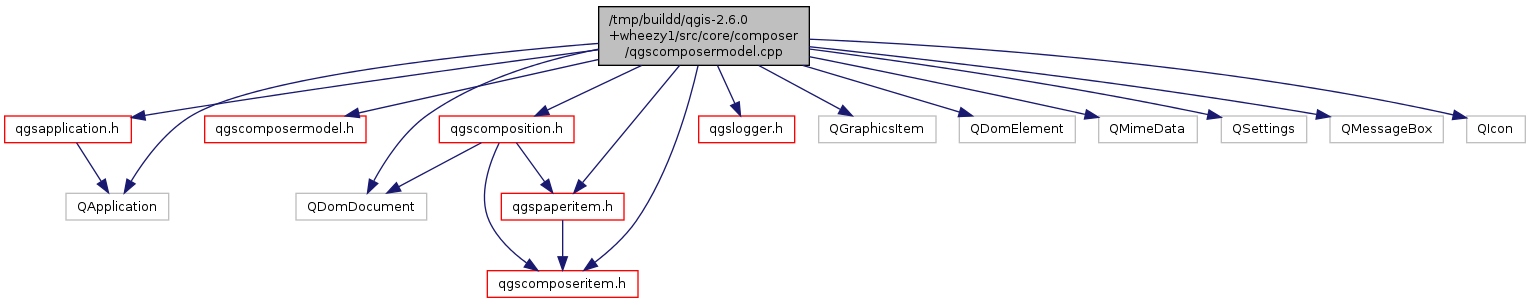 /tmp/buildd/qgis-2.6.0
+wheezy1/src/core/composer
/qgscomposermodel.cpp
qgsapplication.h
qgscomposermodel.h
qgscomposition.h
qgslogger.h
QGraphicsItem
QDomElement
QMimeData
QSettings
QMessageBox
QIcon
QApplication
QDomDocument
qgspaperitem.h
qgscomposeritem.h